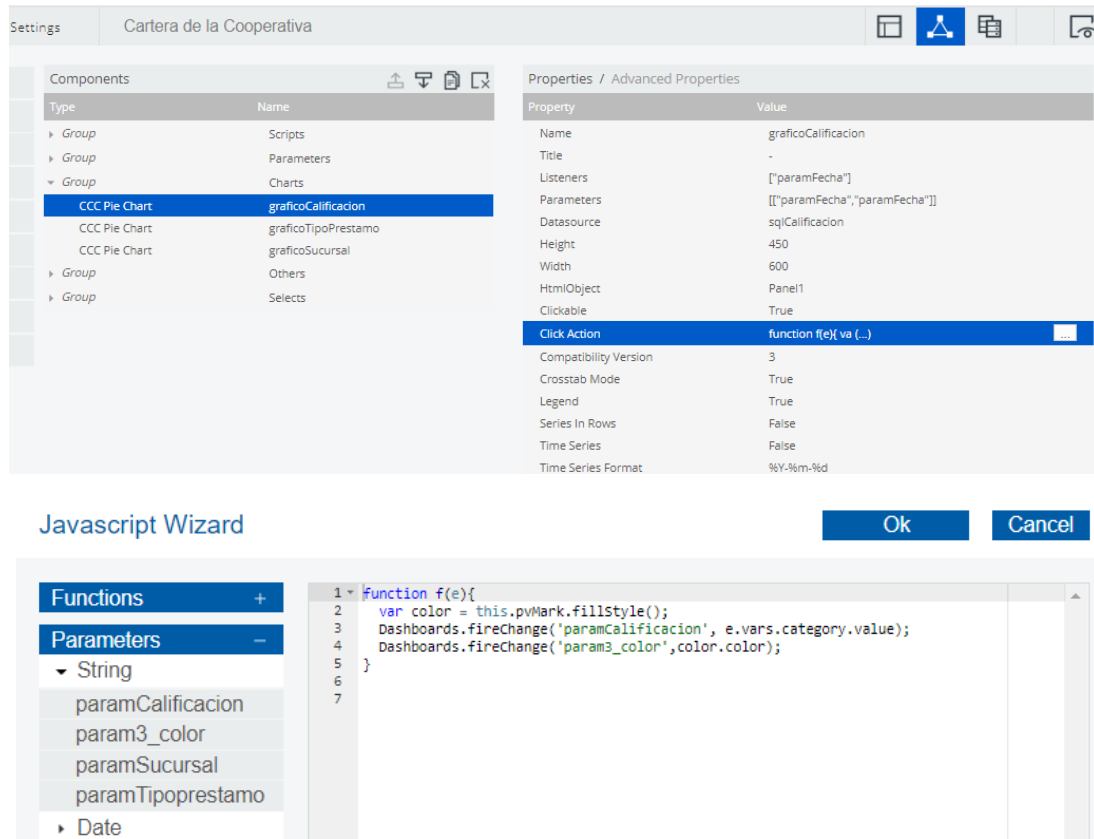 Settings Cartera de la Cooperativa
Components
Type Name
Group Scripts
Group Parameters
Group Charts
CCC Pie Chart graficoCalificacion
CCC Pie Chart graficoTipoPrestamo
CCC Pie Chart graficoSucursal
Group Others
Group Selects
Properties / Advanced Properties
Property Value
Name graficoCalificacion
Title -
Listeners ["paramFecha"]
Parameters [["paramFecha","paramFecha"]]
Datasource sqlCalificacion
Height 450
Width 600
HtmlObject Panel1
Clickable True
Click Action function f(e){ va (...) ...
Compatibility Version 3
Crosstab Mode True
Legend True
Series In Rows False
Time Series False
Time Series Format %Y-%m-%d
Javascript Wizard Ok Cancel
Functions +
Parameters -
String
paramCalificacion
param3_color
paramSucursal
paramTipoprestamo
Date
1 function f(e){
2 var color = this.pvMark.fillStyle();
3 Dashboards.fireChange('paramCalificacion', e.vars.category.value);
4 Dashboards.fireChange('param3_color',color.color);
5 }
6
7